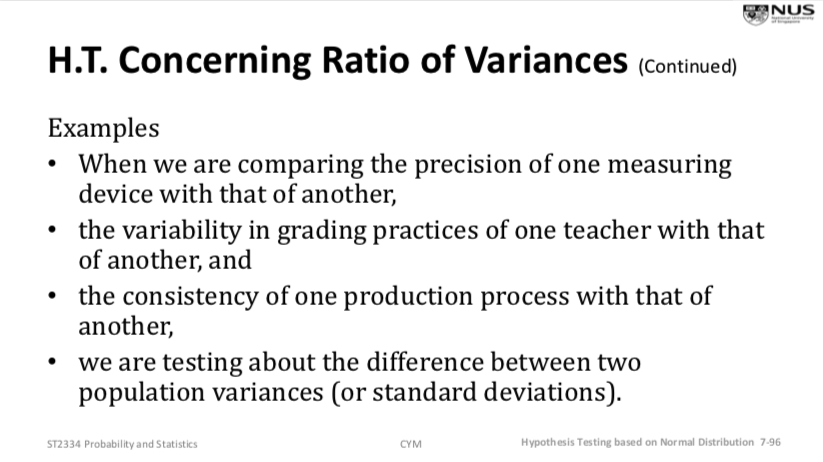 NUS
National University
of Singapore
H.T. Concerning Ratio of Variances (Continued)
Examples
• When we are comparing the precision of one measuring
device with that of another,
• the variability in grading practices of one teacher with that
of another, and
• the consistency of one production process with that of
another,
• we are testing about the difference between two
population variances (or standard deviations).
ST2334 Probability and Statistics
CYM
Hypothesis Testing based on Normal Distribution 7-96